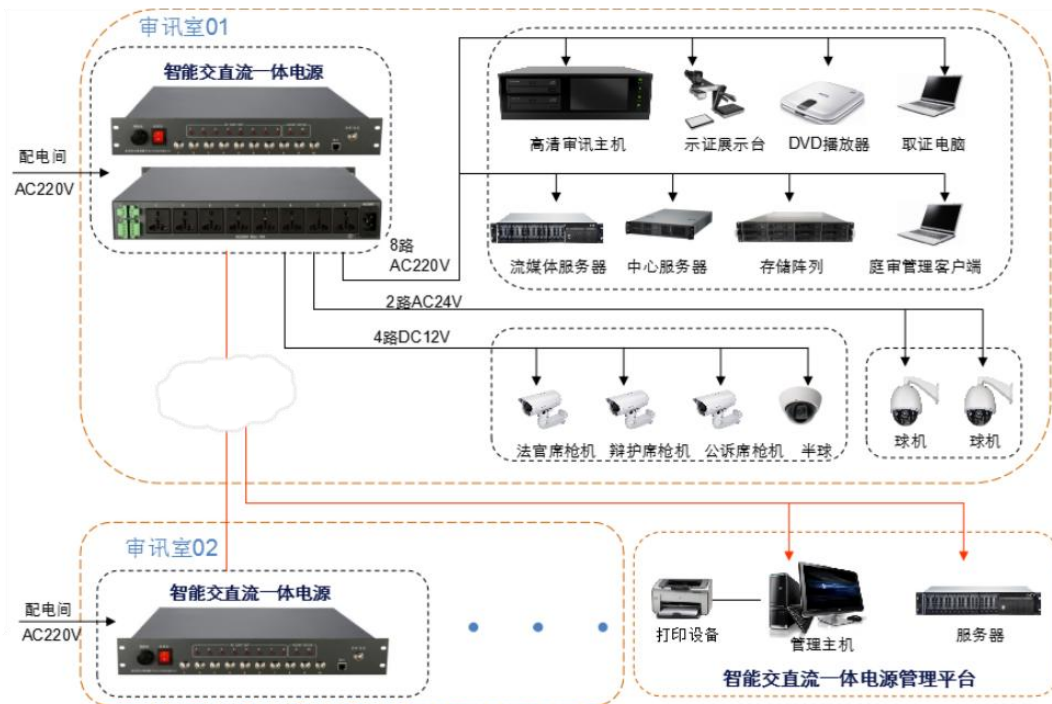 审讯室01
智能交直流一体电源
配电间
AC220V
高清审讯主机
示证展示台
DVD播放器
取证电脑
流媒体服务器
中心服务器
存储阵列
庭审管理客户端
8路
AC220V
2路AC24V
4路DC12V
法官席枪机
辩护席枪机
公诉席枪机
半球
球机
球机
审讯室02
智能交直流一体电源
配电间
AC220V
打印设备
管理主机
服务器
智能交直流一体电源管理平台